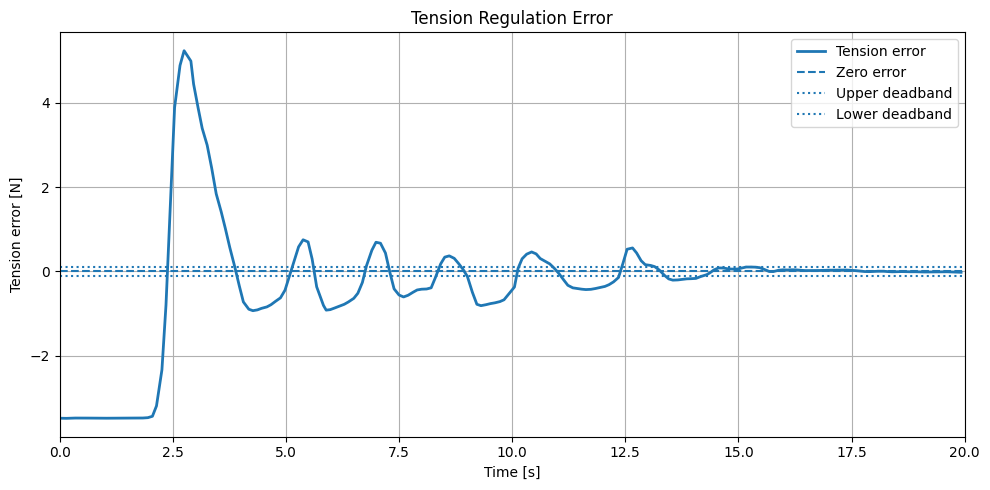 Tension Regulation Error
Tension error
Zero error
Upper deadband
Lower deadband
Tension error [N]
4
2
0
−2
0.0 2.5 5.0 7.5 10.0 12.5 15.0 17.5 20.0
Time [s]